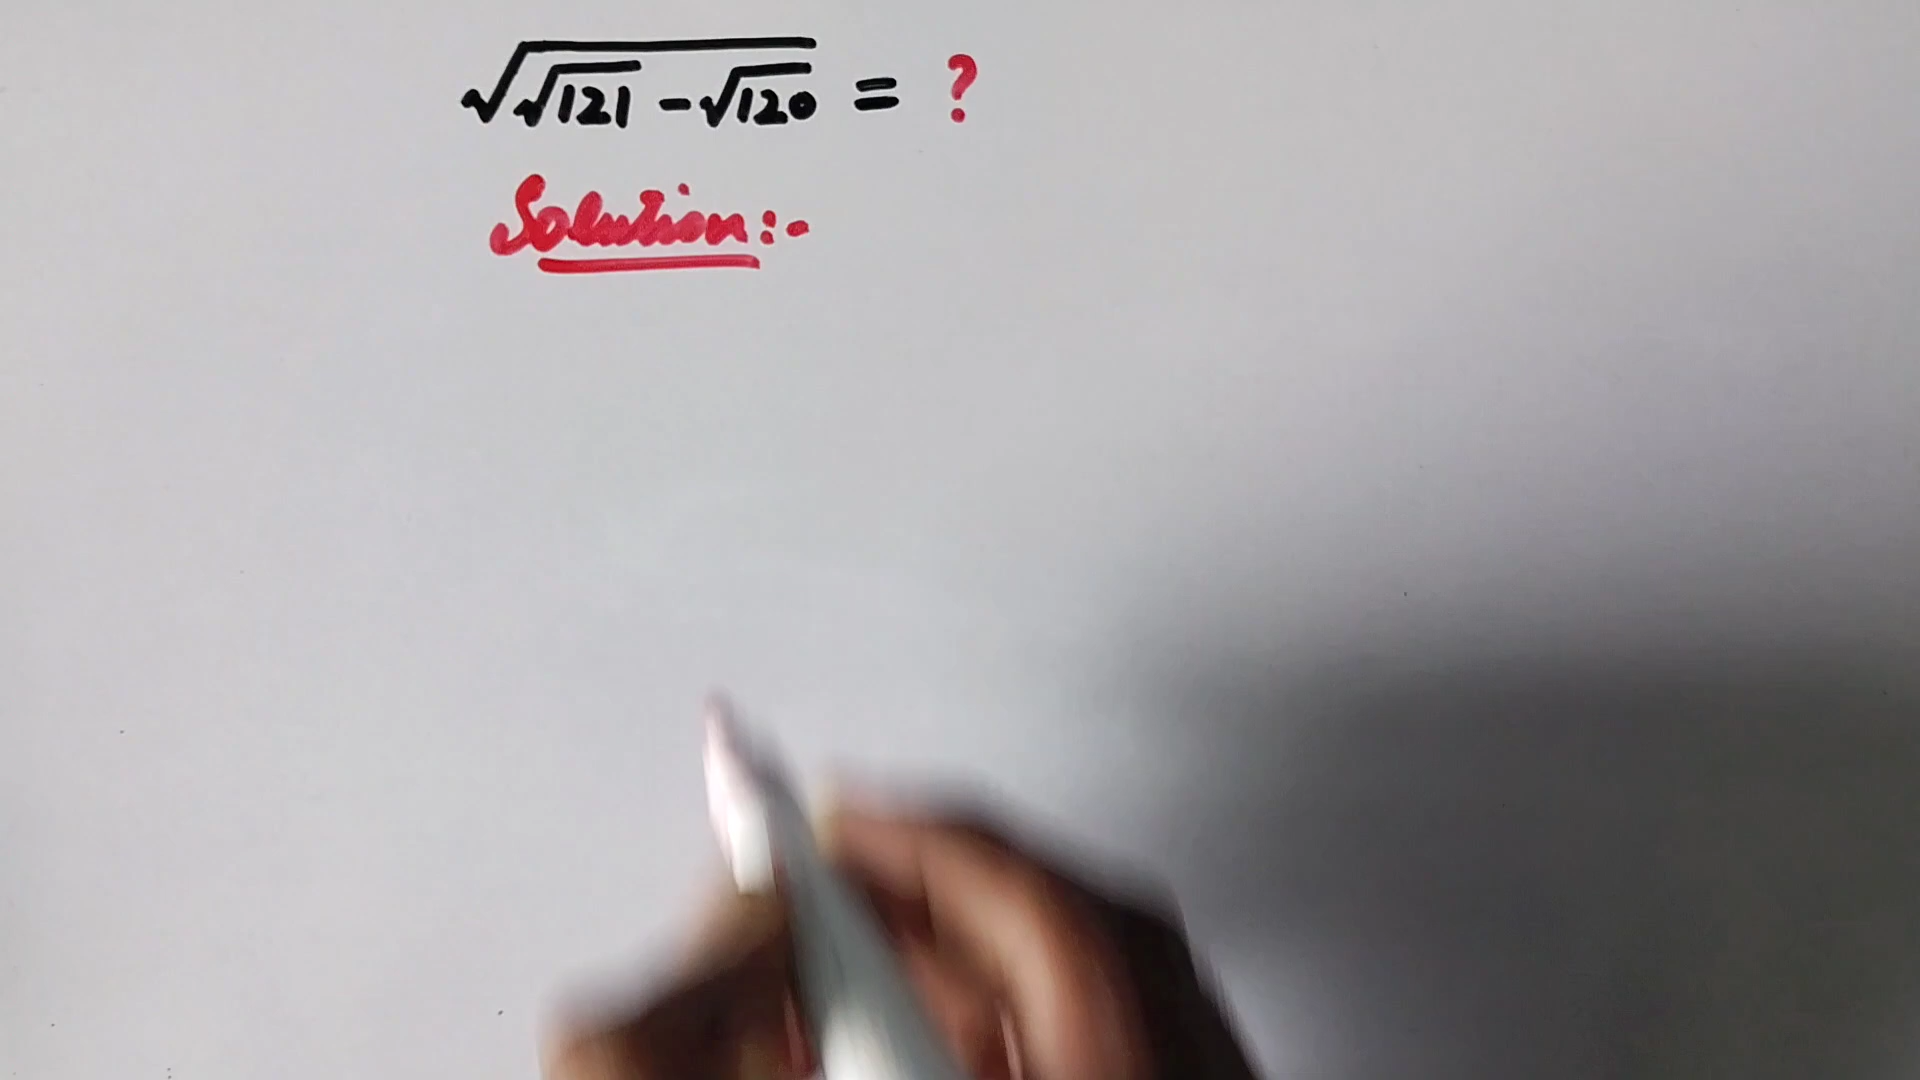 √(√121 - √120) = ?
Solution:-